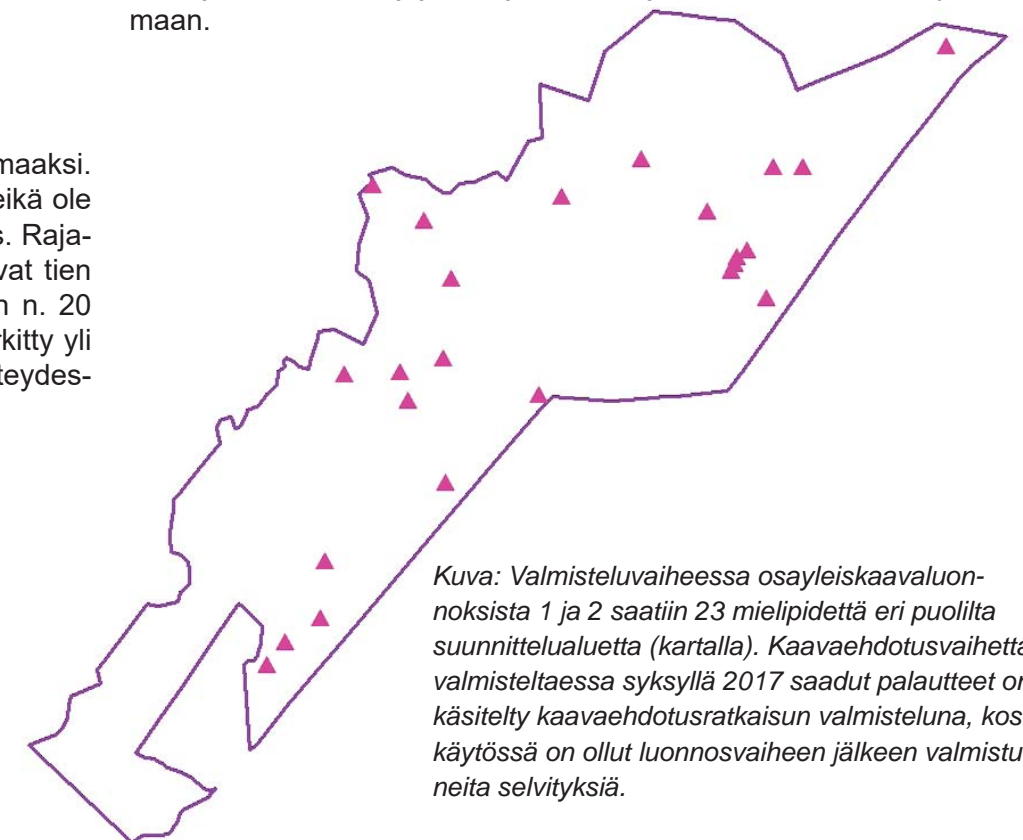 maan.
maaksi.
eikä ole
s. Raja-
vat tien
n n. 20
rkitty yli
teydes-
Kuva: Valmisteluvaiheessa osayleiskaavaluon-
noksista 1 ja 2 saatiin 23 mielipidettä eri puolilta
suunnittelualuetta (kartalla). Kaavaehdotusvaihetta
valmisteltaessa syksyllä 2017 saadut palautteet on
käsitelty kaavaehdotusratkaisun valmisteluna, kos
käytössä on ollut luonnosvaiheen jälkeen valmistu
neita selvityksiä.